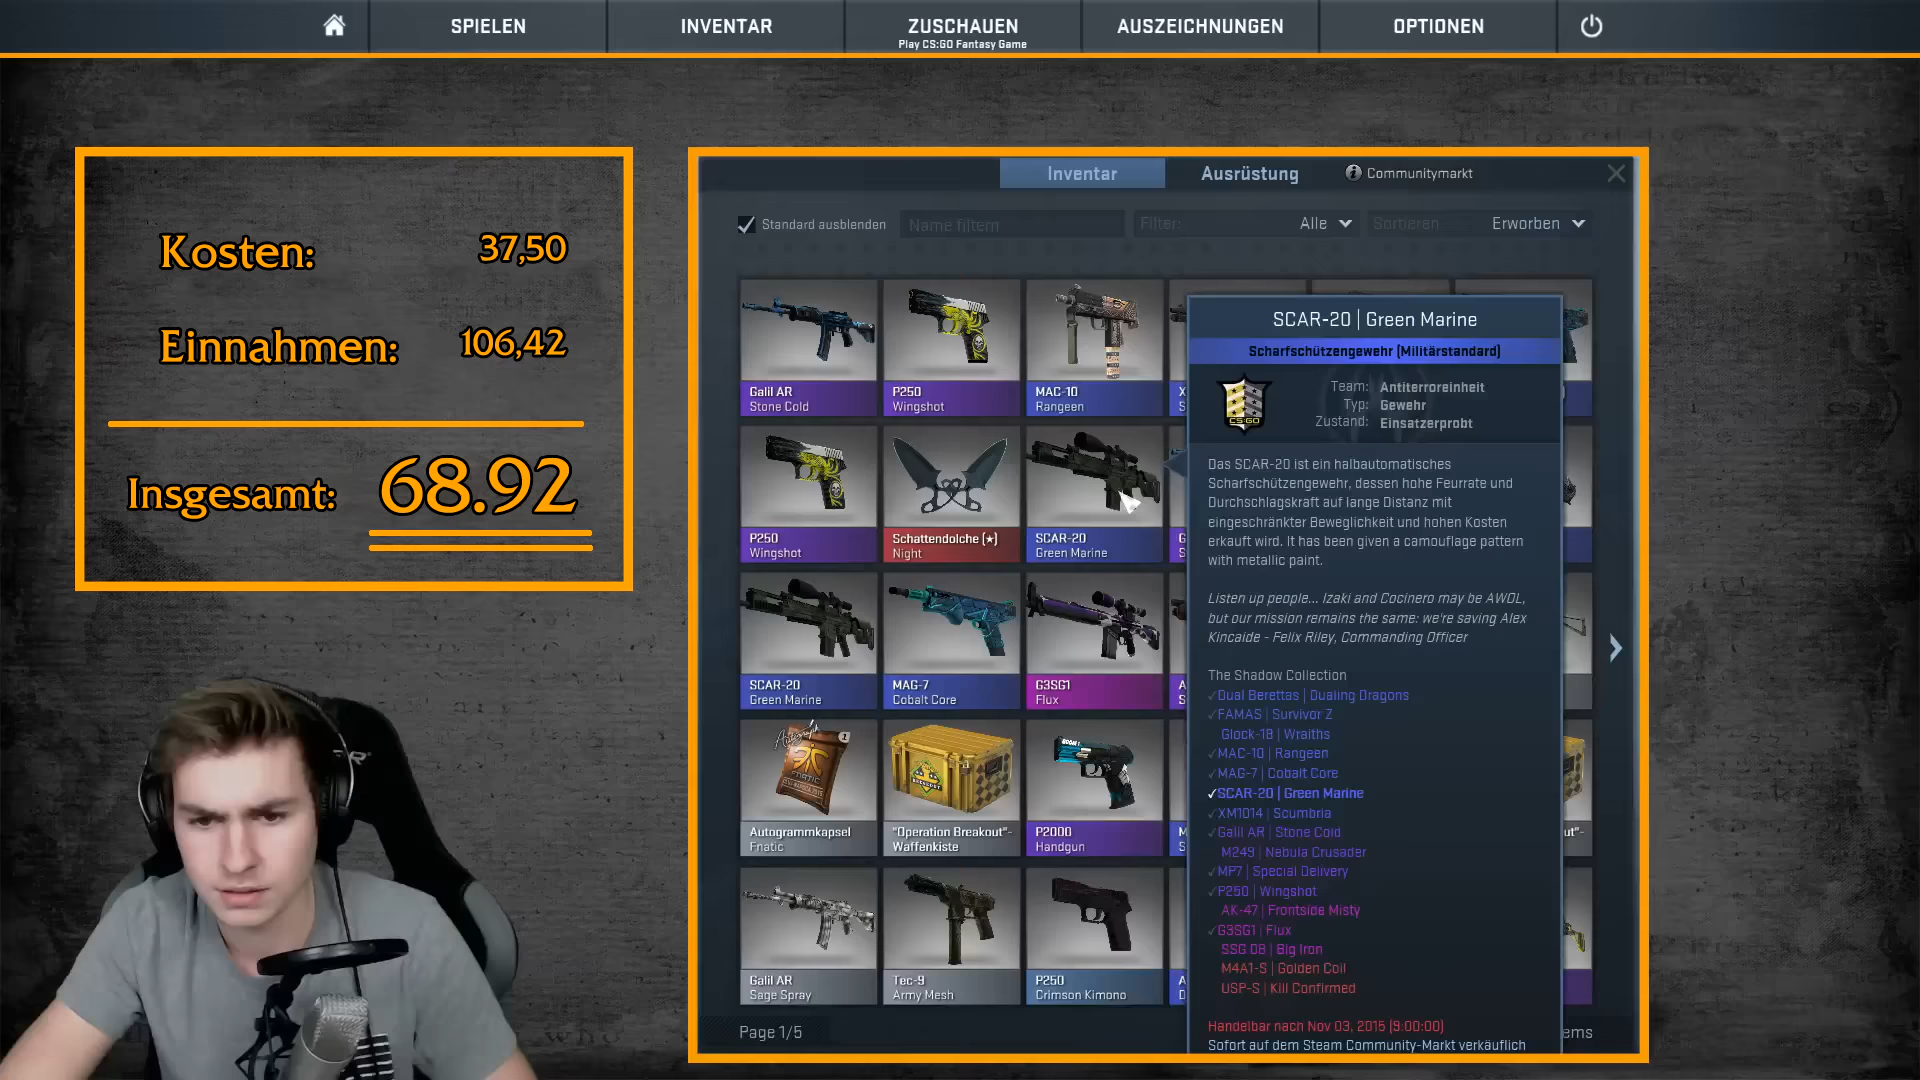 SPIELEN
INVENTAR
ZUSCHAUEN
Play CS:GO Fantasy Game
AUSZEICHNUNGEN
OPTIONEN
Kosten: 37,50
Einnahmen: 106,42
Insgesamt: 68.92
Inventar
Ausrüstung
Communitymarkt
Standard ausblenden
Name filtern
Filter: Alle
Sortieren Erworben
Galil AR
Stone Cold
P250
Wingshot
MAC-10
Rangeen
P250
Wingshot
Schattendolche (★)
Night
SCAR-20
Green Marine
SCAR-20
Green Marine
MAG-7
Cobalt Core
G3SG1
Flux
Autogrammkapsel
Fnatic
"Operation Breakout"-
Waffenkiste
P2000
Handgun
Galil AR
Sage Spray
Tec-9
Army Mesh
P250
Crimson Kimono
Page 1/5
SCAR-20 | Green Marine
Scharfschützengewehr (Militärstandard)
CS:GO
Team: Antiterroreinheit
Typ: Gewehr
Zustand: Einsatzerprobt
Das SCAR-20 ist ein halbautomatisches
Scharfschützengewehr, dessen hohe Feurrate und
Durchschlagskraft auf lange Distanz mit
eingeschränkter Beweglichkeit und hohen Kosten
erkauft wird. It has been given a camouflage pattern
with metallic paint.
Listen up people... Izaki and Cocinero may be AWOL,
but our mission remains the same: we're saving Alex
Kincaide - Felix Riley, Commanding Officer
The Shadow Collection
✓Dual Berettas | Dualing Dragons
✓FAMAS | Survivor Z
Glock-18 | Wraiths
✓MAC-10 | Rangeen
✓MAG-7 | Cobalt Core
✓SCAR-20 | Green Marine
✓XM1014 | Scumbria
✓Galil AR | Stone Cold
M249 | Nebula Crusader
✓MP7 | Special Delivery
✓P250 | Wingshot
AK-47 | Frontside Misty
✓G3SG1 | Flux
SSG 08 | Big Iron
M4A1-S | Golden Coil
USP-S | Kill Confirmed
Handelbar nach Nov 03, 2015 (9:00:00)
Sofort auf dem Steam Community-Markt verkäuflich